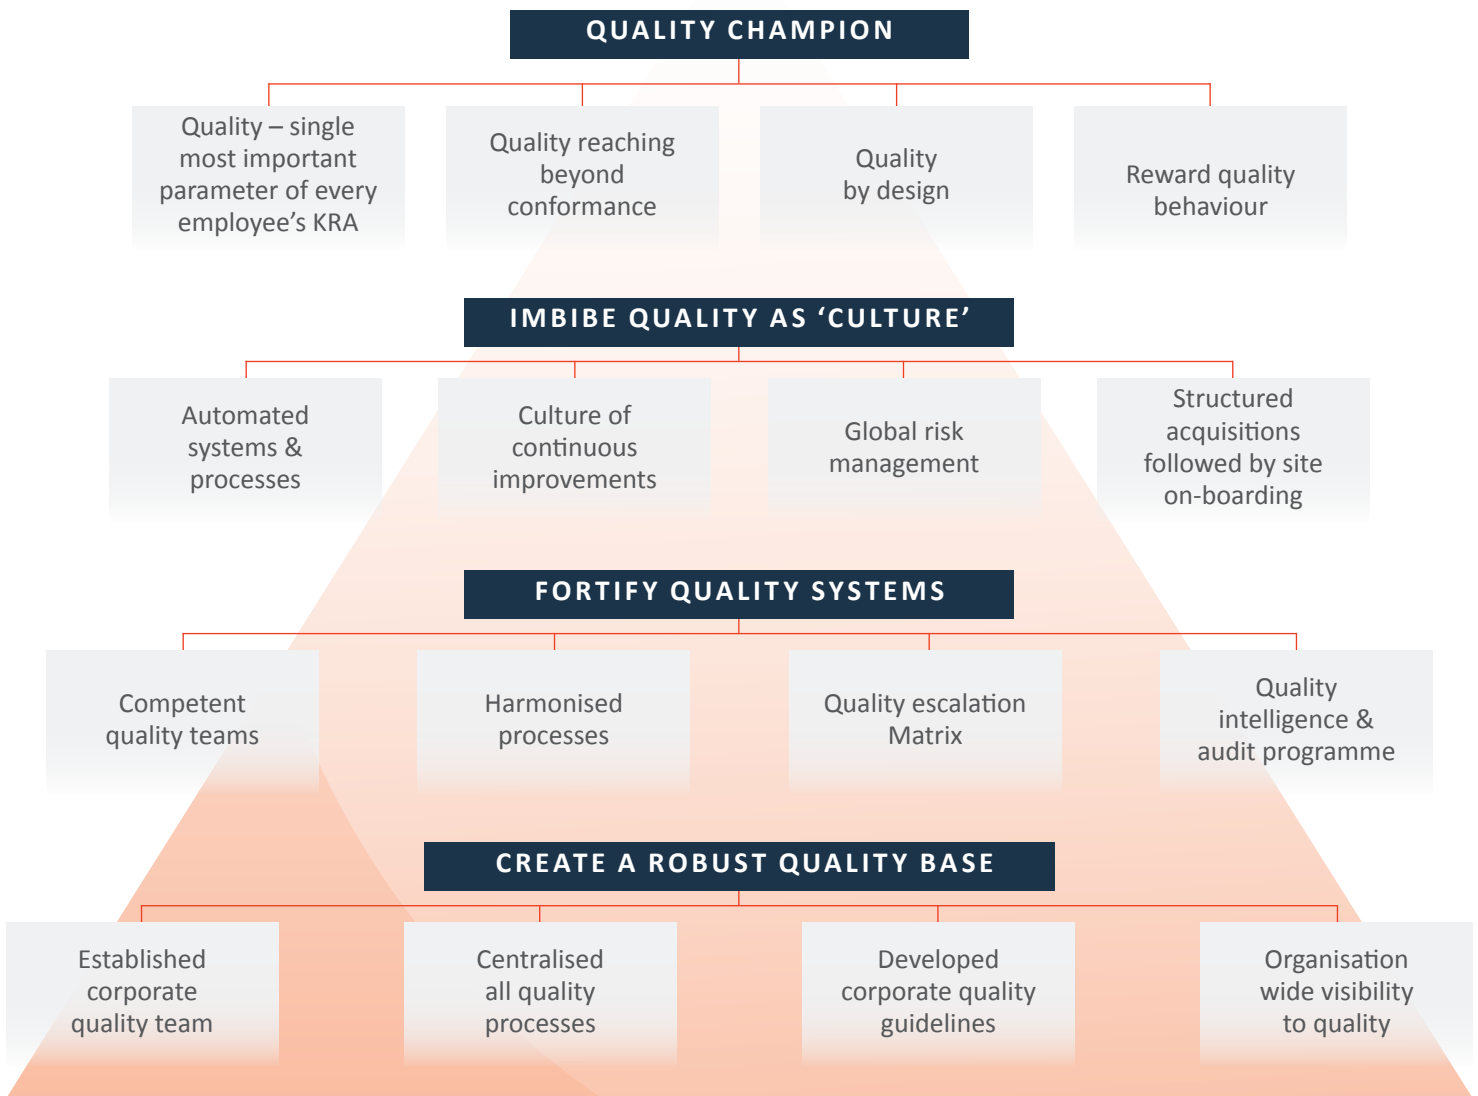 QUALITY CHAMPION
Quality – single
most important
parameter of every
employee’s KRA
Quality reaching
beyond
conformance
Quality
by design
Reward quality
behaviour
IMBIBE QUALITY AS ‘CULTURE’
Automated
systems &
processes
Culture of
continuous
improvements
Global risk
management
Structured
acquisitions
followed by site
on-boarding
FORTIFY QUALITY SYSTEMS
Competent
quality teams
Harmonised
processes
Quality escalation
Matrix
Quality
intelligence &
audit programme
CREATE A ROBUST QUALITY BASE
Established
corporate
quality team
Centralised
all quality
processes
Developed
corporate quality
guidelines
Organisation
wide visibility
to quality